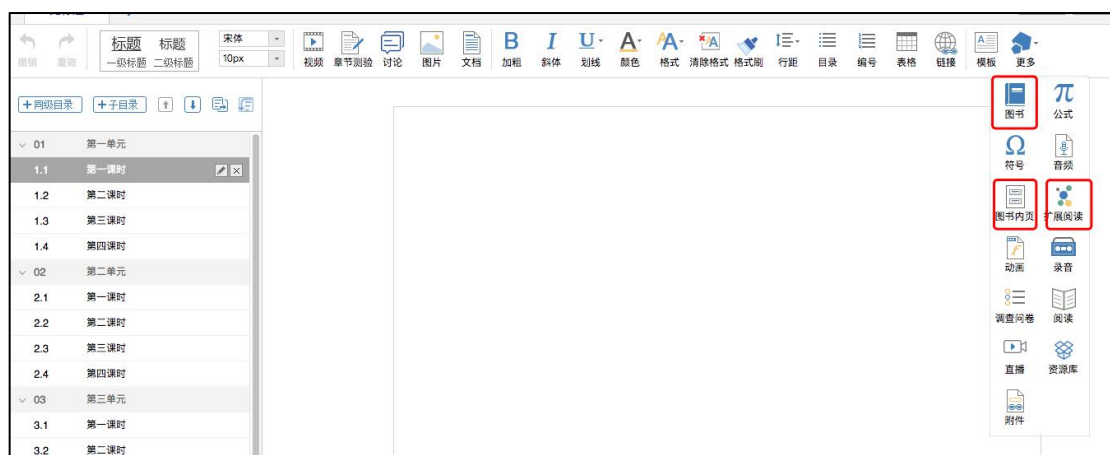 标题 标题
一级标题 二级标题
宋体
10px
撤销 重做
视频 章节测验 讨论 图片 文档 加粗 斜体 划线 颜色 格式 清除格式 格式刷 行距 目录 编号 表格 链接 模板 更多
+同级目录 +子目录
图书 公式
符号 音频
图书内页 扩展阅读
动画 录音
调查问卷 阅读
直播 资源库
附件
01 第一单元
1.1 第一课时
1.2 第二课时
1.3 第三课时
1.4 第四课时
02 第二单元
2.1 第一课时
2.2 第二课时
2.3 第三课时
2.4 第四课时
03 第三单元
3.1 第一课时
3.2 第二课时